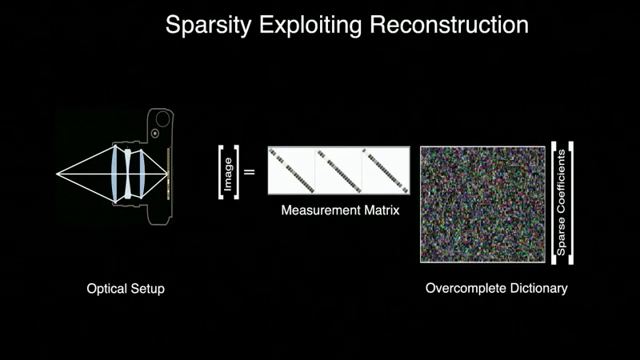 Sparsity Exploiting Reconstruction
Image
=
Measurement Matrix
Sparse Coefficients
Optical Setup
Overcomplete Dictionary